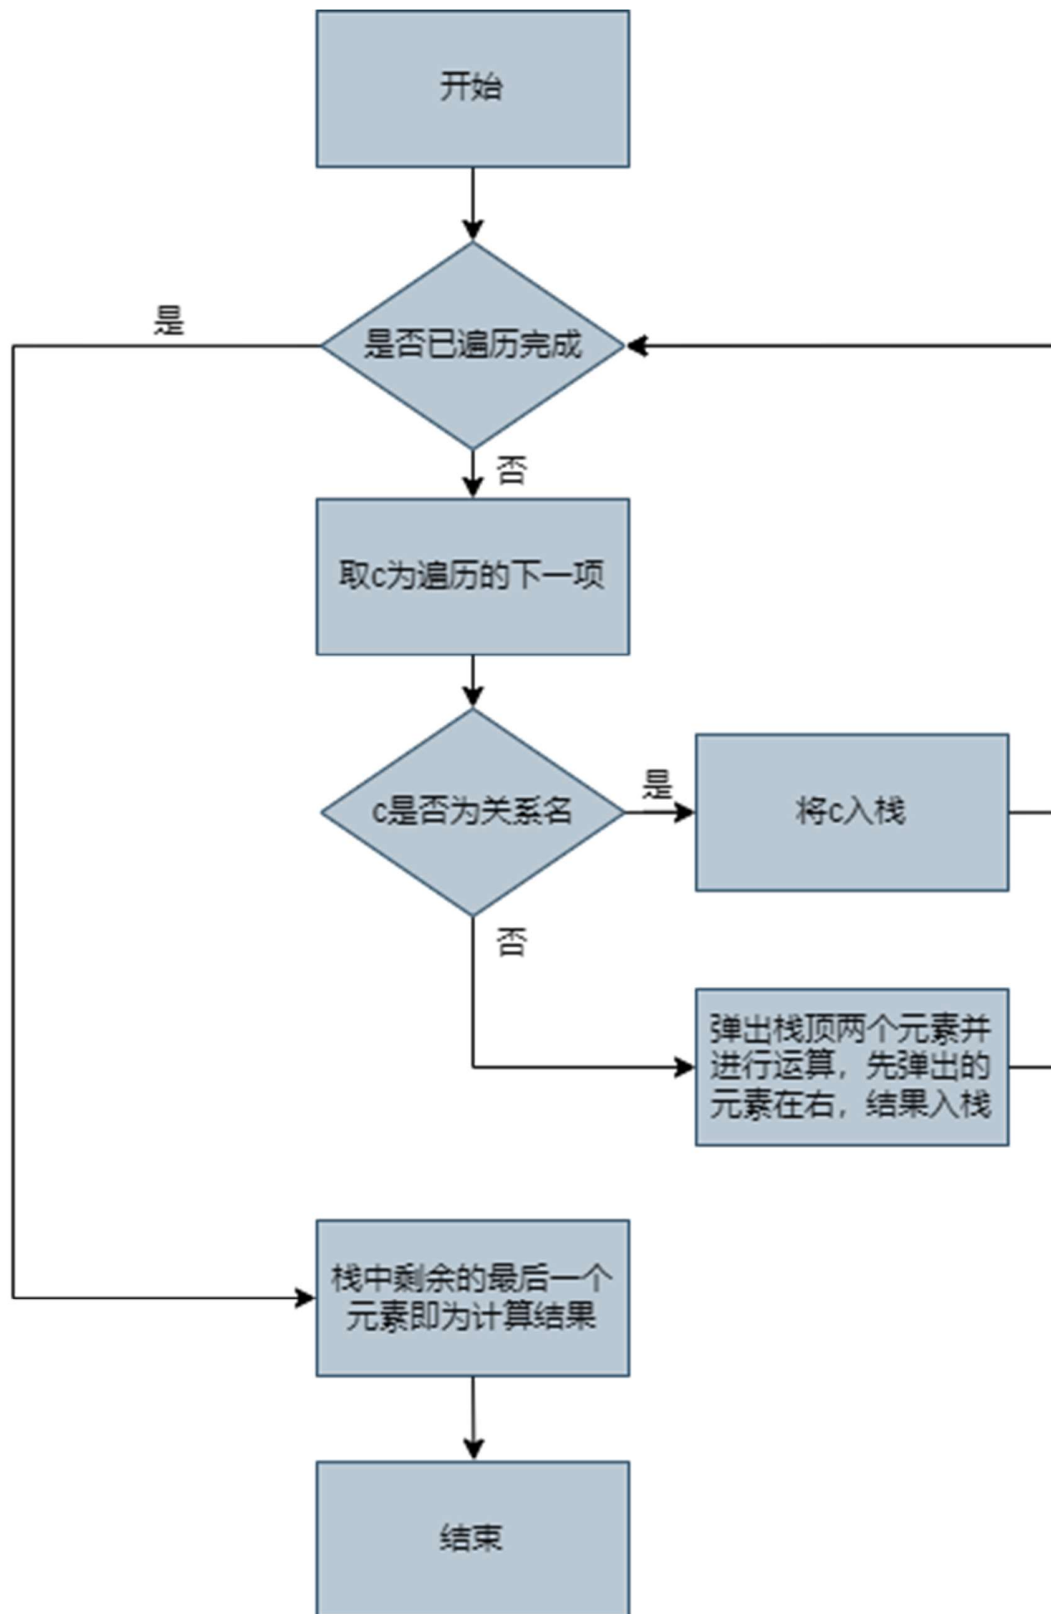 开始
是
是否已遍历完成
否
取c为遍历的下一项
c是否为关系名
是
将c入栈
否
弹出栈顶两个元素并
进行运算，先弹出的
元素在右，结果入栈
栈中剩余的最后一个
元素即为计算结果
结束